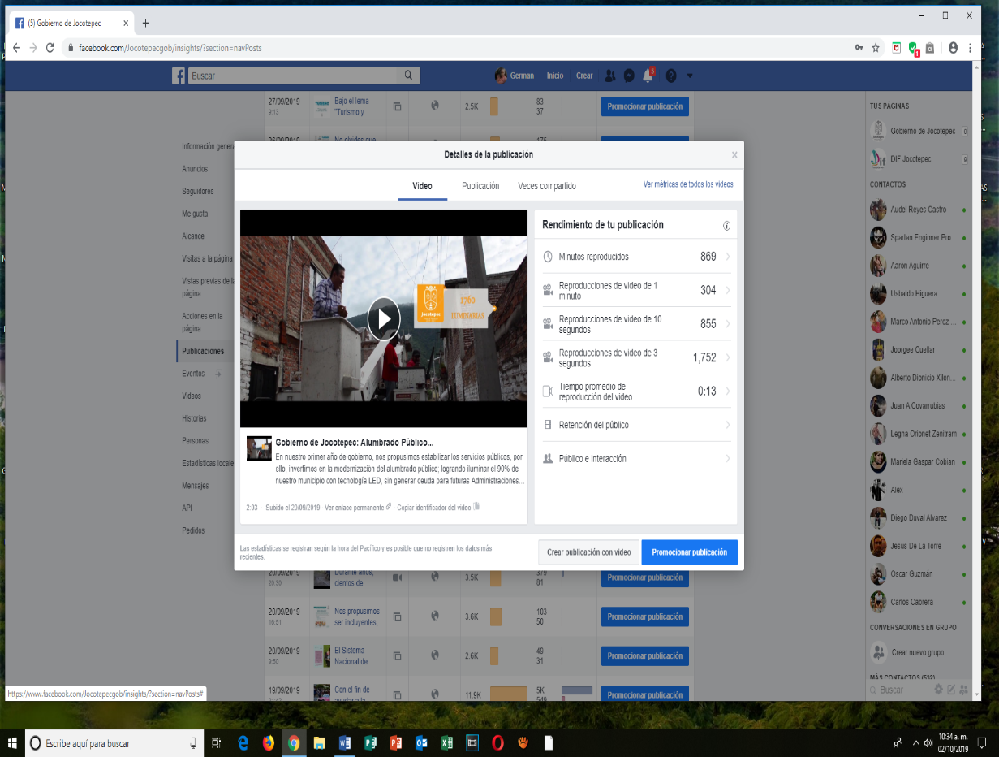 (5) Gobierno de Jocotepec
facebook.com/Jocotepecgob/insights/?section=navPosts
Buscar
German Inicio Crear
5
27/09/2019
9:13
Bajo el lema
"Turismo y
2.5K
83
37
Promocionar publicación
26/09/2019
No olvides que
175
Información genera
Anuncios
Seguidores
Me gusta
Alcance
Visitas a la página
Vistas previas de la
página
Acciones en la
página
Publicaciones
Eventos
Videos
Historias
Personas
Estadísticas locale
Mensajes
API
Pedidos
Detalles de la publicación
x
Video Publicación Veces compartido Ver métricas de todos los videos
Jocotepec
1760
LUMINARIAS
Gobierno de Jocotepec: Alumbrado Público...
En nuestro primer año de gobierno, nos propusimos estabilizar los servicios públicos, por
ello, invertimos en la modernización del alumbrado público; logrando iluminar el 90% de
nuestro municipio con tecnología LED, sin generar deuda para futuras Administraciones...
2:03 · Subido el 20/09/2019 · Ver enlace permanente · Copiar identificador del video
Rendimiento de tu publicación
Minutos reproducidos 869
Reproducciones de video de 1
minuto 304
Reproducciones de video de 10
segundos 855
Reproducciones de video de 3
segundos 1,752
Tiempo promedio de
reproducción del video 0:13
Retención del público
Público e interacción
Las estadísticas se registran según la hora del Pacífico y es posible que no registren los datos más
recientes.
Crear publicación con video
Promocionar publicación
20/09/2019
20:30
Durante años,
cientos de
3.5K
379
81
Promocionar publicación
20/09/2019
15:51
Nos propusimos
ser incluyentes,
3.6K
103
50
Promocionar publicación
20/09/2019
9:50
El Sistema
Nacional de
2.6K
49
31
Promocionar publicación
19/09/2019
Con el fin de
ayudar a la
11.9K
5K
549
Promocionar publicación
TUS PÁGINAS
Gobierno de Jocotepec
DIF Jocotepec
CONTACTOS
Audel Reyes Castro
Spartan Enginner Pro...
Aarón Aguirre
Usbaldo Higuera
Marco Antonio Perez ...
Joorgee Cuellar
Alberto Dionicio Xilon...
Juan A Covarrubias
Legna Orionet Zenitram
Mariela Gaspar Cobian
Alex
Diego Duval Alvarez
Jesus De La Torre
Oscar Guzmán
Carlos Cabrera
CONVERSACIONES EN GRUPO
Crear nuevo grupo
MÁS CONTACTOS (532)
Buscar
https://www.facebook.com/Jocotepecgob/insights/?section=navPosts#
Escribe aquí para buscar
10:34 a. m.
02/10/2019